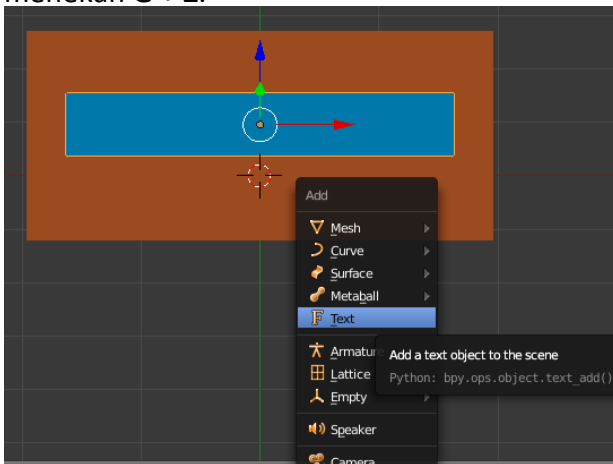 Add
Mesh
Curve
Surface
Metaball
Text
Armature
Add a text object to the scene
Lattice
Python: bpy.ops.object.text_add()
Empty
Speaker
Camera